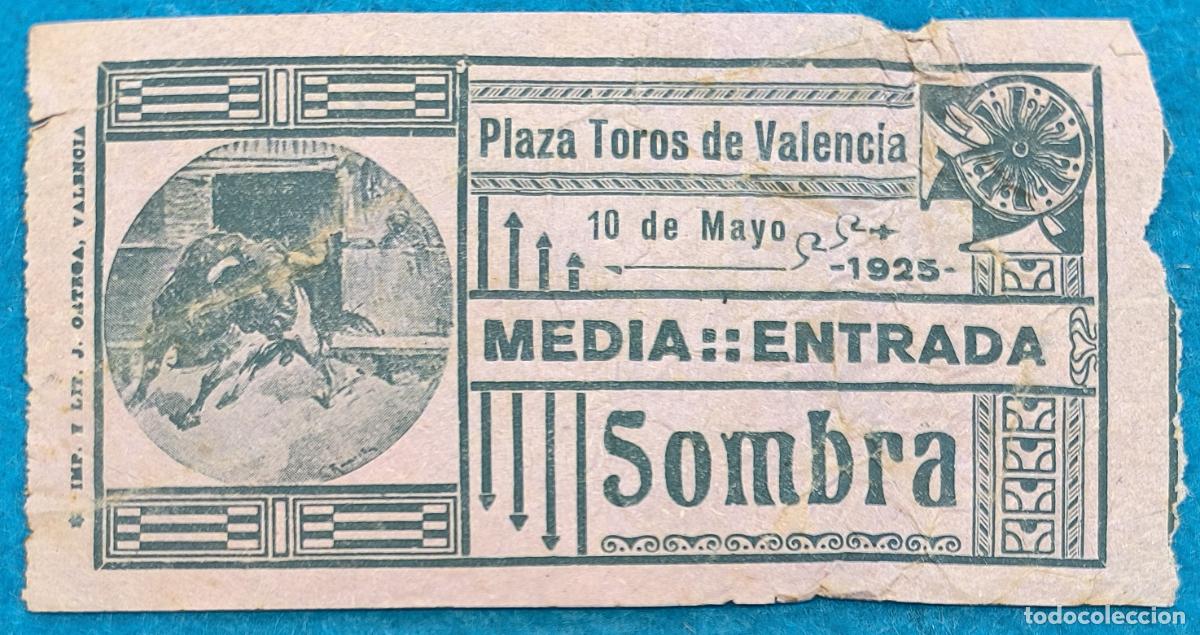 Plaza Toros de Valencia
10 de Mayo
-1925-
MEDIA::ENTRADA
Sombra
* IMP. Y LIT. J. ORTEGA, VALENCIA
todocoleccion